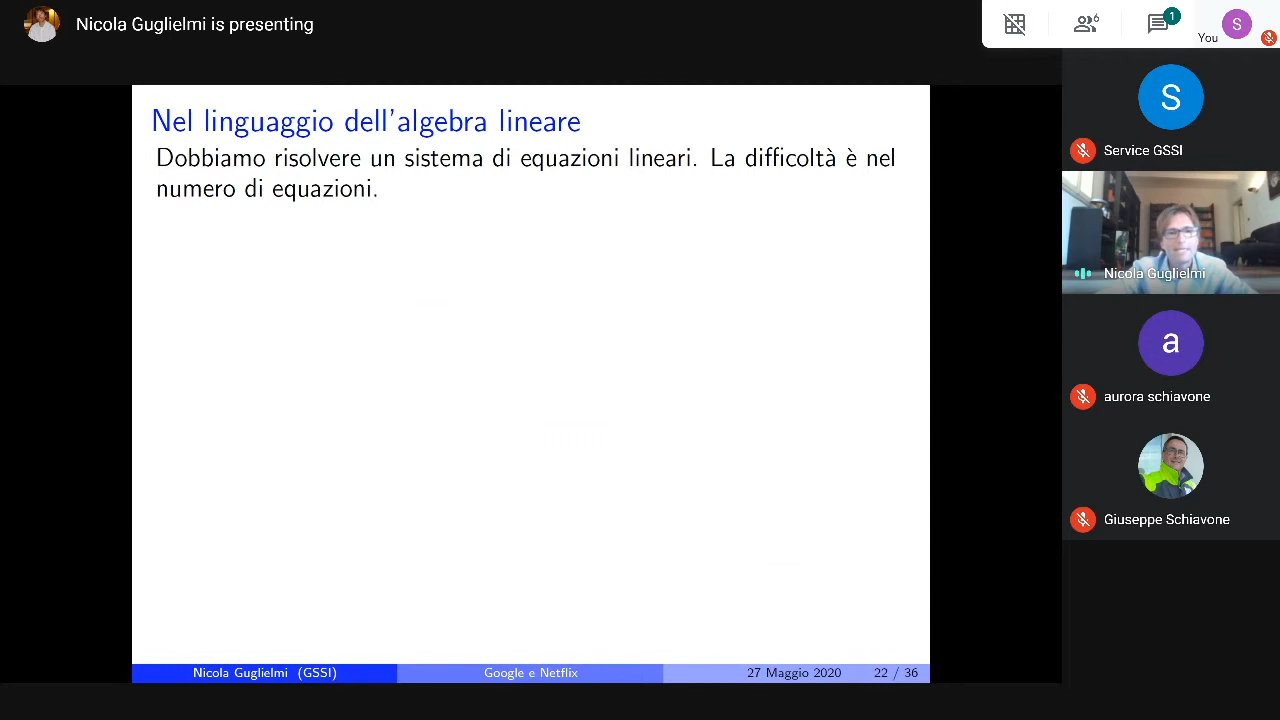 Nicola Guglielmi is presenting
6
1
You
S
S
Service GSSI
Nel linguaggio dell'algebra lineare
Dobbiamo risolvere un sistema di equazioni lineari. La difficoltà è nel
numero di equazioni.
Nicola Guglielmi
a
aurora schiavone
Giuseppe Schiavone
Nicola Guglielmi (GSSI)
Google e Netflix
27 Maggio 2020
22 / 36